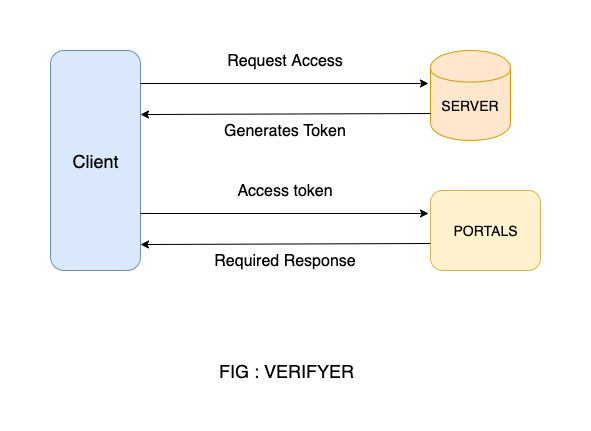 Request Access
SERVER
Generates Token
Client
Access token
PORTALS
Required Response
FIG : VERIFYER